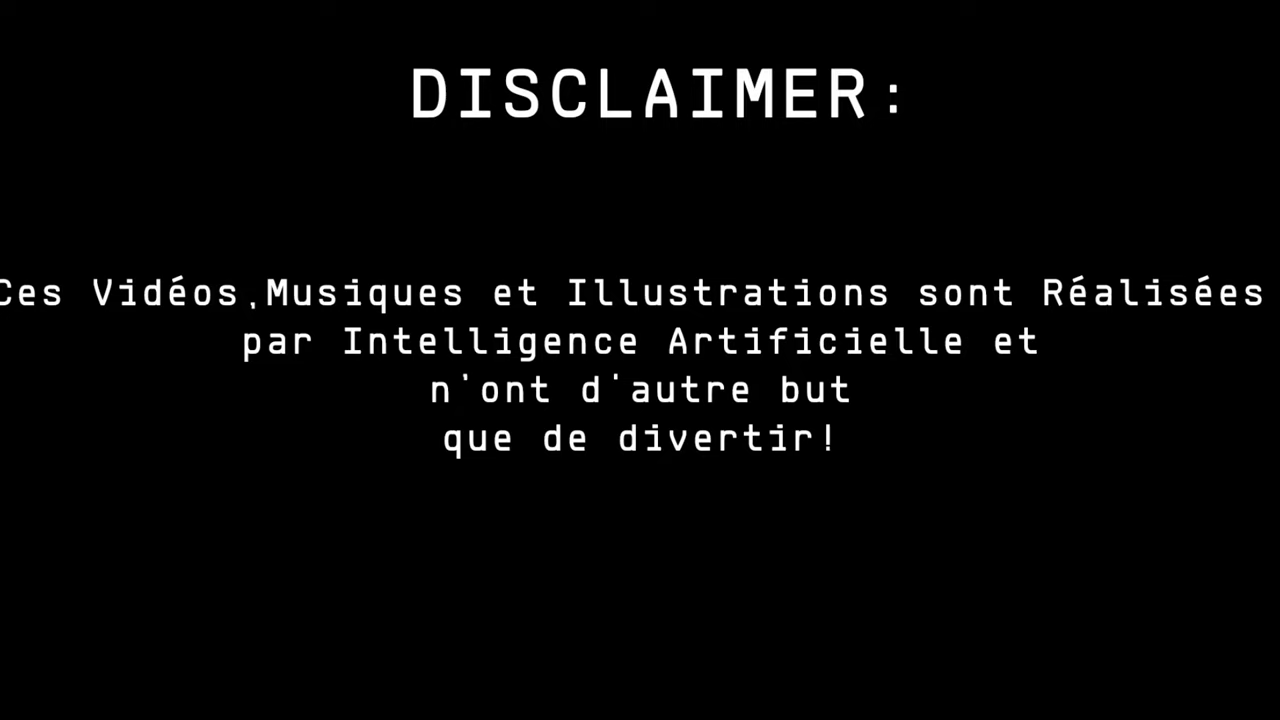 DISCLAIMER:
Ces Vidéos,Musiques et Illustrations sont Réalisées
par Intelligence Artificielle et
n'ont d'autre but
que de divertir!